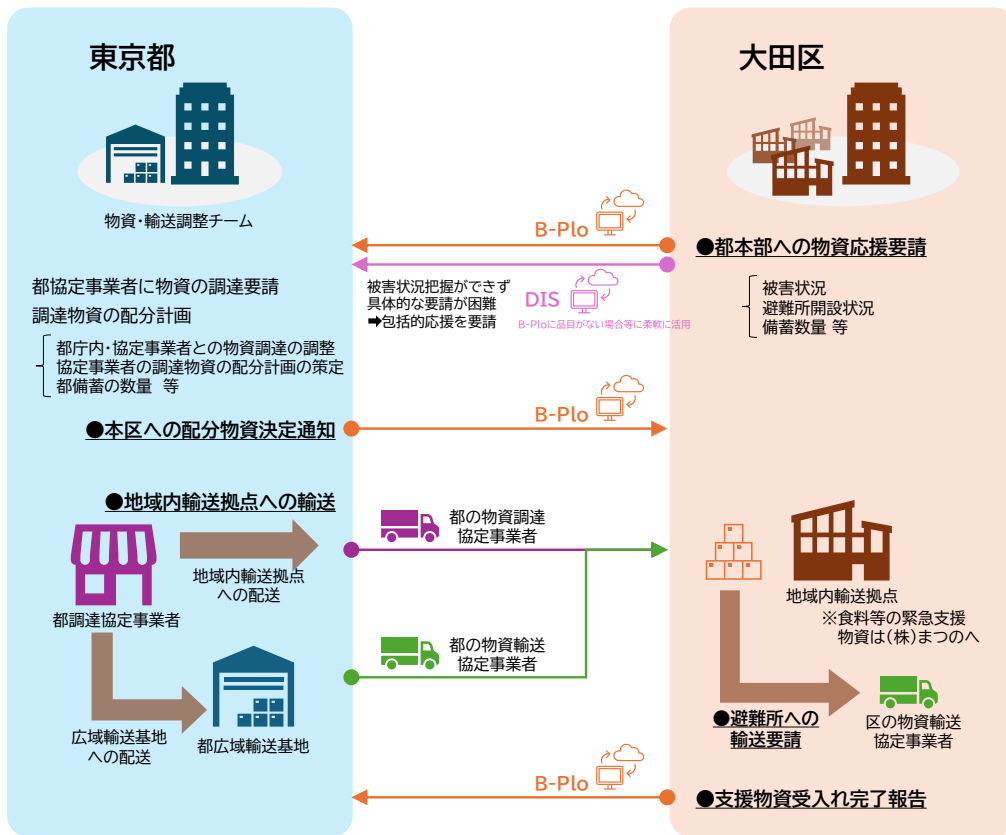 東京都
物資・輸送調整チーム
都協定事業者に物資の調達要請
調達物資の配分計画
都庁内・協定事業者との物資調達の調整
協定事業者の調達物資の配分計画の策定
都備蓄の数量 等
●本区への配分物資決定通知
●地域内輸送拠点への輸送
地域内輸送拠点
への配送
都調達協定事業者
広域輸送基地
への配送
都広域輸送基地
B-Plo
被害状況把握ができず
具体的な要請が困難
➡包括的応援を要請
DIS
B-Ploに品目がない場合等に柔軟に活用
B-Plo
都の物資調達
協定事業者
都の物資輸送
協定事業者
B-Plo
大田区
●都本部への物資応援要請
被害状況
避難所開設状況
備蓄数量 等
地域内輸送拠点
※食料等の緊急支援
物資は(株)まつのへ
●避難所への
輸送要請
区の物資輸送
協定事業者
●支援物資受入れ完了報告